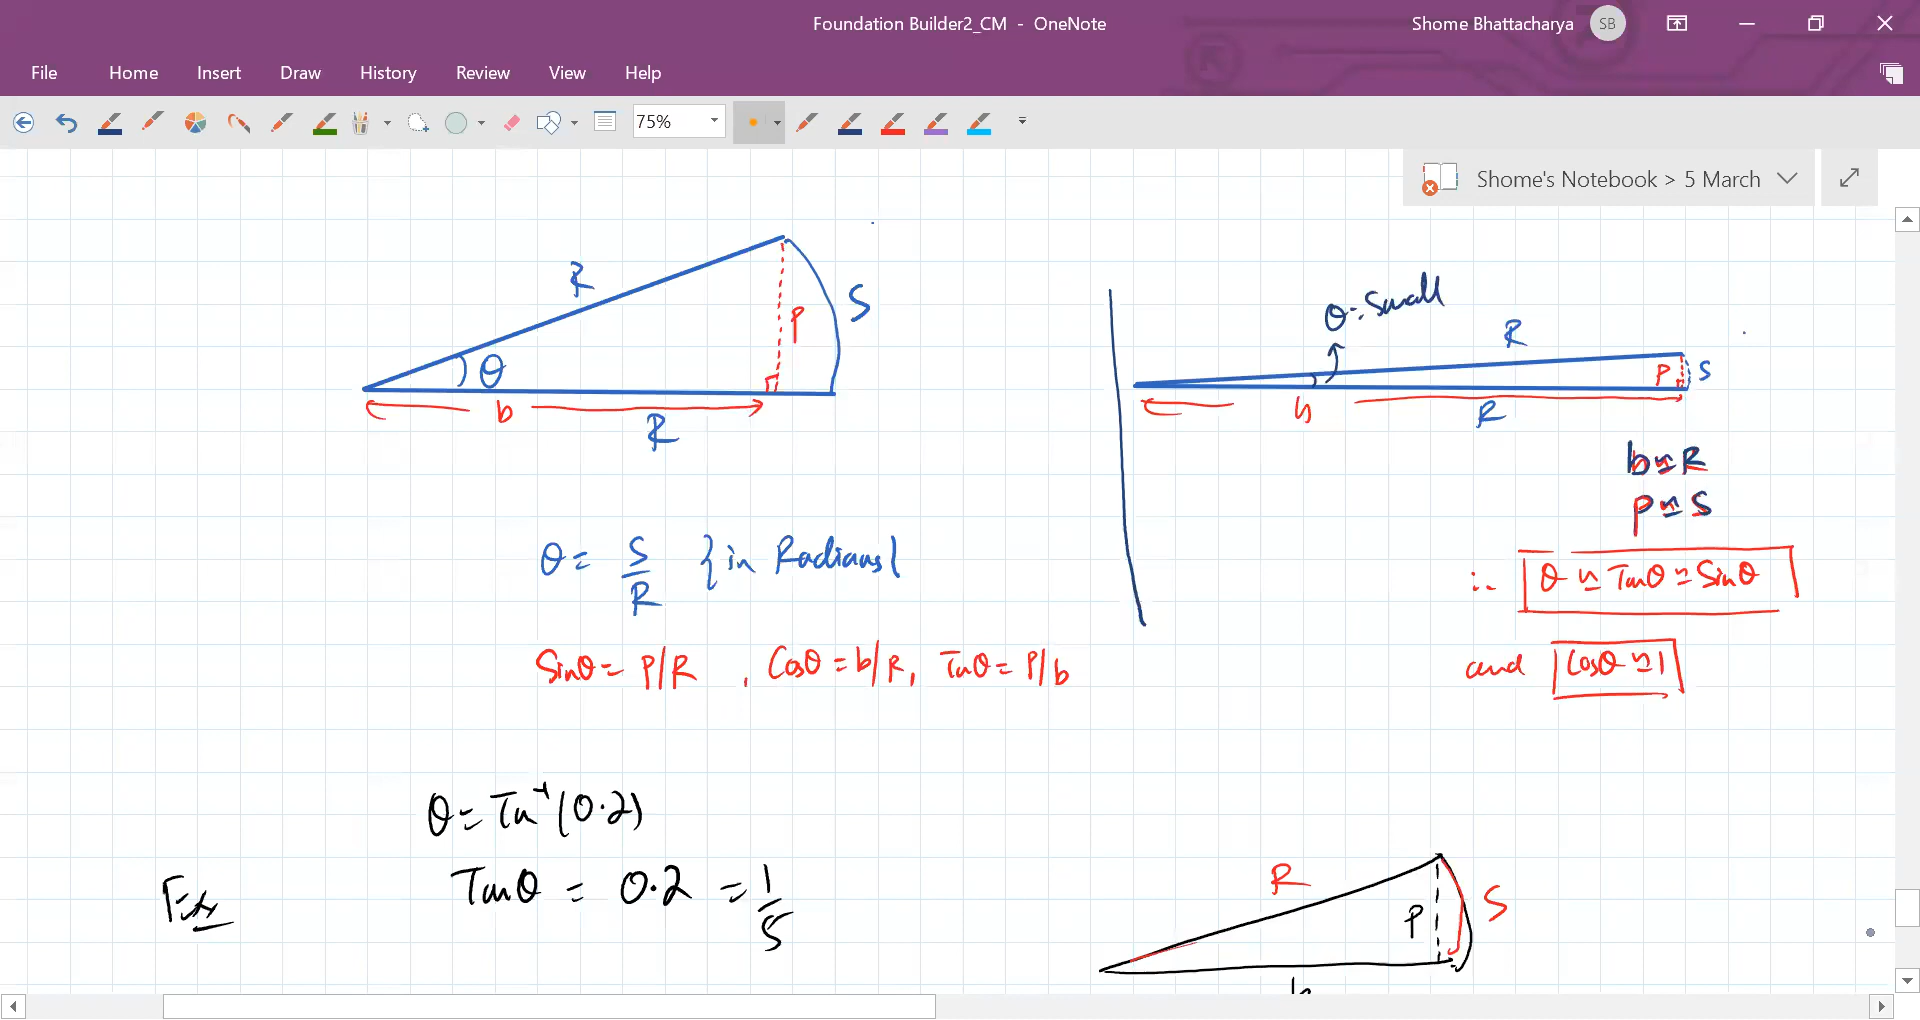 Foundation Builder2_CM - OneNote
Shome Bhattacharya SB
File Home Insert Draw History Review View Help
75%
Shome's Notebook > 5 March
R
S
P
θ
b
R
θ = S/R {in Radians}
Sinθ = P/R , Cosθ = b/R, Tanθ = P/b
θ = Small
R
P S
b
R
b ≃ R
P ≃ S
∴ θ ≃ Tanθ ≃ Sinθ
and Cosθ ≃ 1
θ = Tan⁻¹(0.2)
Tanθ = 0.2 = 1/5
R
P
S
b